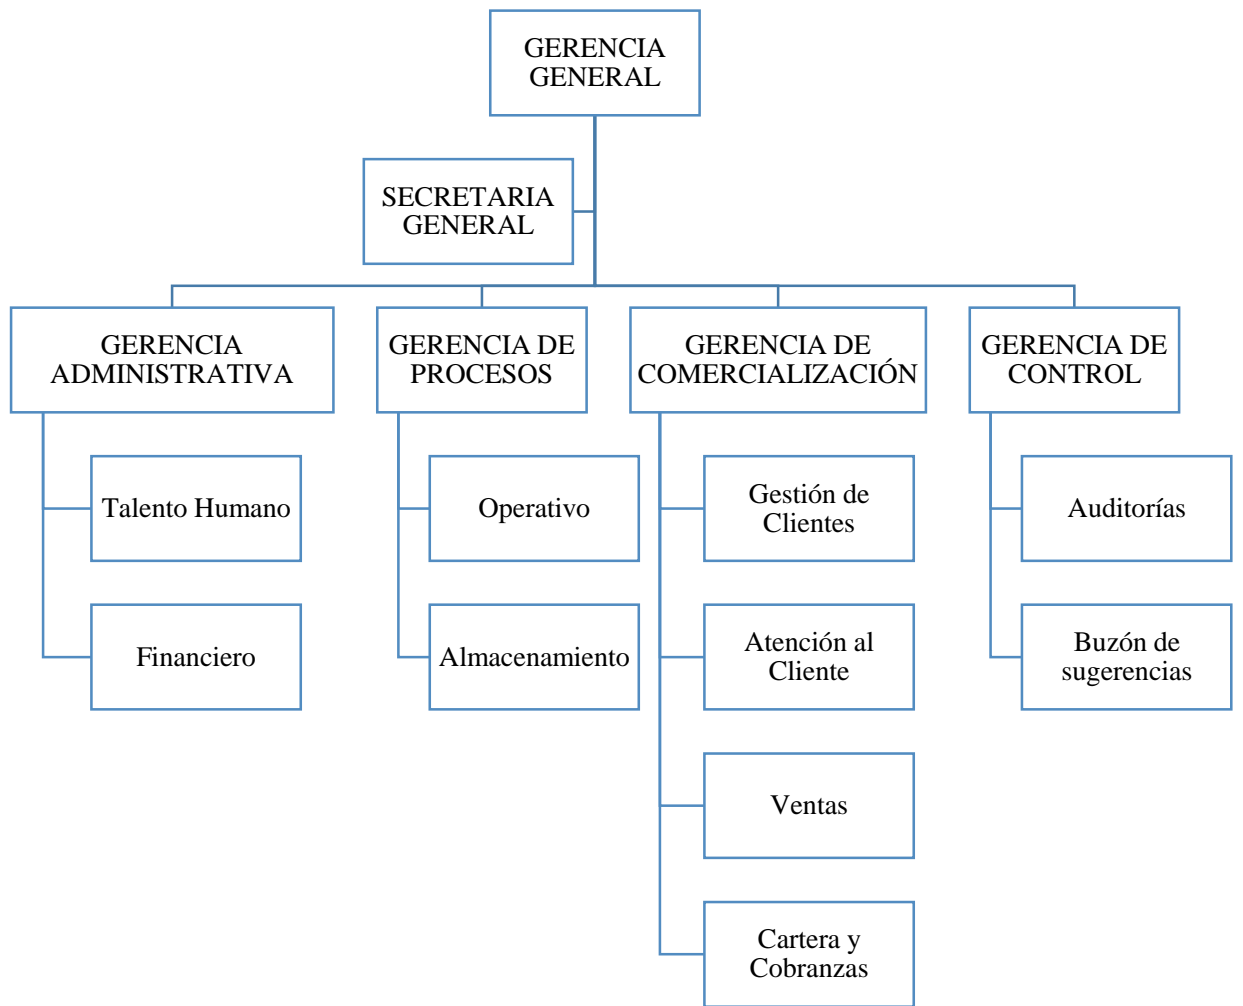 GERENCIA
GENERAL
SECRETARIA
GENERAL
GERENCIA
ADMINISTRATIVA
GERENCIA DE
PROCESOS
GERENCIA DE
COMERCIALIZACIÓN
GERENCIA DE
CONTROL
Talento Humano
Financiero
Operativo
Almacenamiento
Gestión de
Clientes
Atención al
Cliente
Ventas
Cartera y
Cobranzas
Auditorías
Buzón de
sugerencias